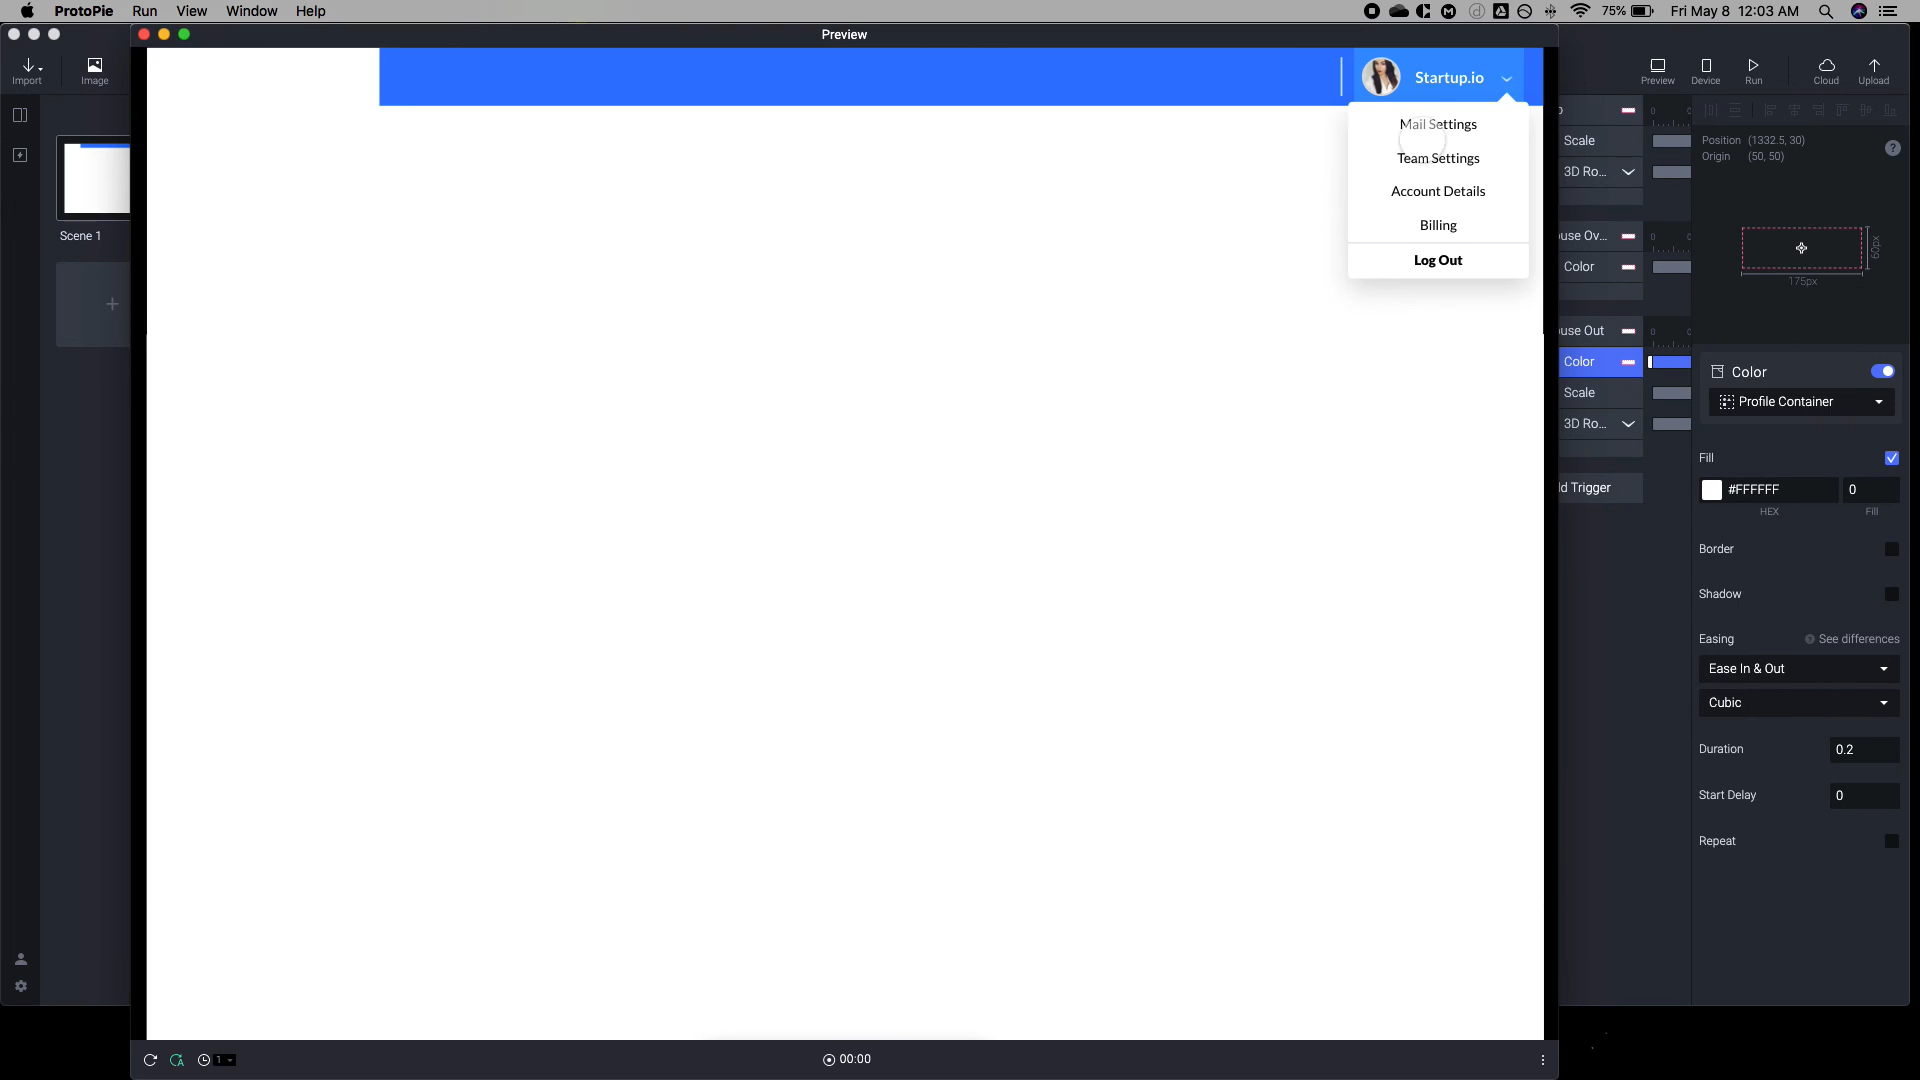 ProtoPie Run View Window Help
75% Fri May 8 12:03 AM
Preview
Import
Image
Preview
Device
Run
Cloud
Upload
Startup.io
Mail Settings
Team Settings
Account Details
Billing
Log Out
Scene 1
Scale
3D Ro...
use Ov...
Color
use Out
Color
Scale
3D Ro...
d Trigger
Position (1332.5, 30)
Origin (50, 50)
60px
175px
Color
Profile Container
Fill
#FFFFFF 0
HEX Fill
Border
Shadow
Easing See differences
Ease In & Out
Cubic
Duration 0.2
Start Delay 0
Repeat
1
00:00